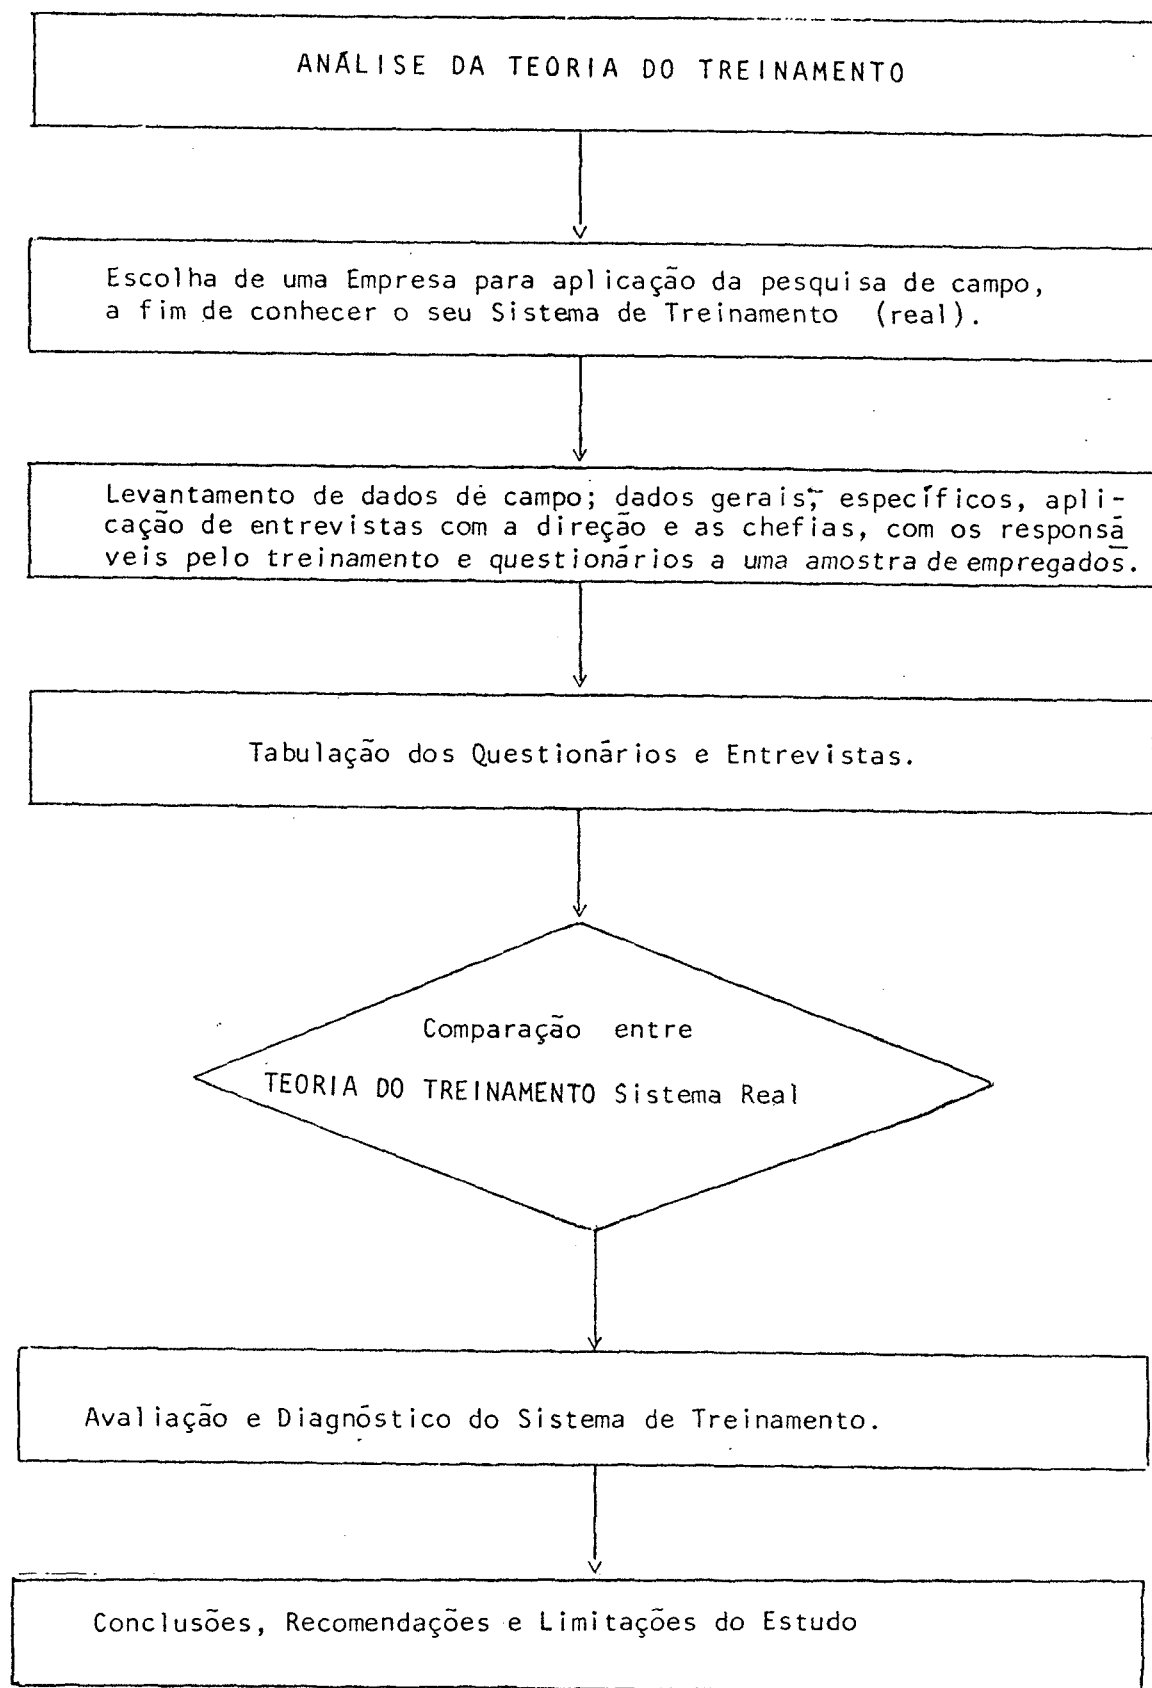 ANÁLISE DA TEORIA DO TREINAMENTO
Escolha de uma Empresa para aplicação da pesquisa de campo,
a fim de conhecer o seu Sistema de Treinamento (real).
Levantamento de dados de campo; dados gerais, específicos, apli-
cação de entrevistas com a direção e as chefias, com os responsá
veis pelo treinamento e questionários a uma amostra de empregados.
Tabulação dos Questionários e Entrevistas.
Comparação entre
TEORIA DO TREINAMENTO Sistema Real
Avaliação e Diagnóstico do Sistema de Treinamento.
Conclusões, Recomendações e Limitações do Estudo